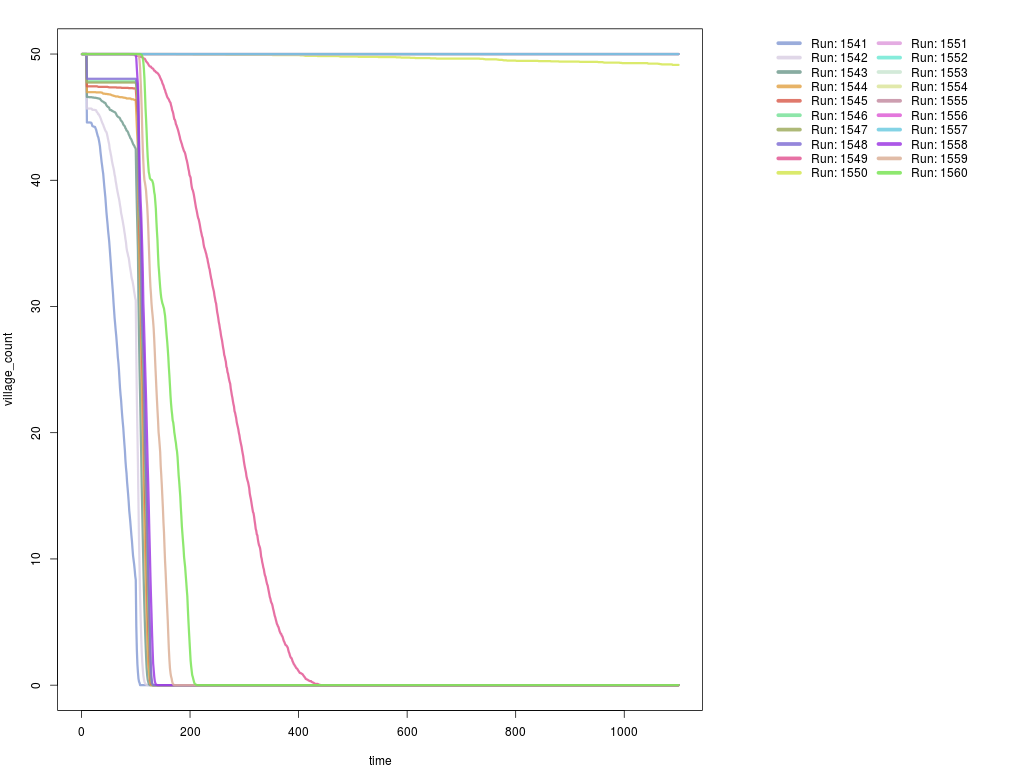 50
40
30
20
10
0
village_count
0 200 400 600 800 1000
time
Run: 1541 Run: 1551
Run: 1542 Run: 1552
Run: 1543 Run: 1553
Run: 1544 Run: 1554
Run: 1545 Run: 1555
Run: 1546 Run: 1556
Run: 1547 Run: 1557
Run: 1548 Run: 1558
Run: 1549 Run: 1559
Run: 1550 Run: 1560